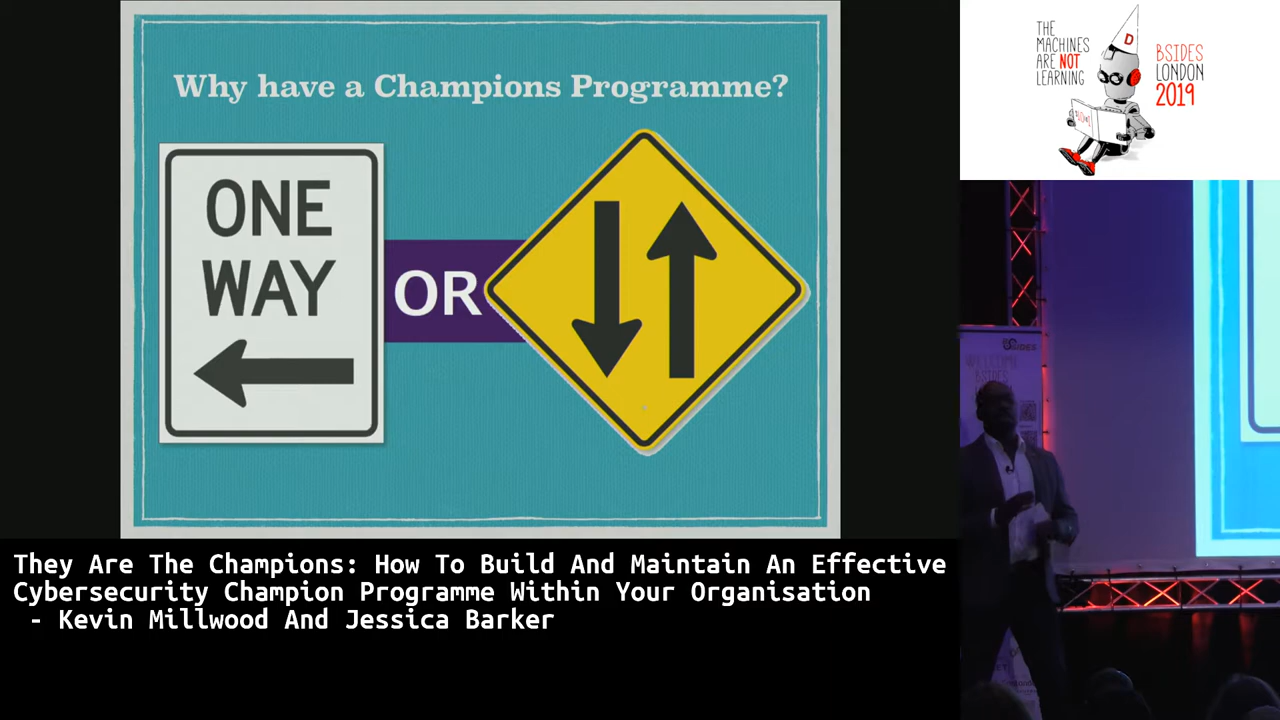 Why have a Champions Programme?
ONE
WAY
OR
THE
MACHINES
ARE NOT
LEARNING
D
BSIDES
LONDON
2019
They Are The Champions: How To Build And Maintain An Effective
Cybersecurity Champion Programme Within Your Organisation
- Kevin Millwood And Jessica Barker